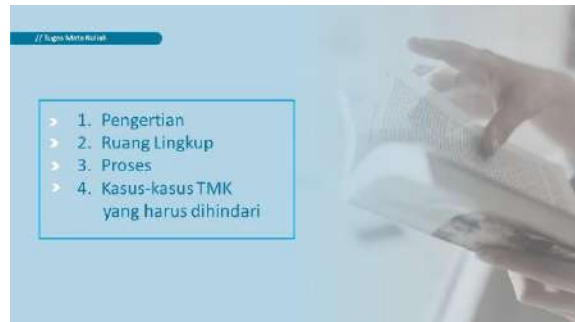 // Tugas Mata Kuliah
1. Pengertian
2. Ruang Lingkup
3. Proses
4. Kasus-kasus TMK
yang harus dihindari